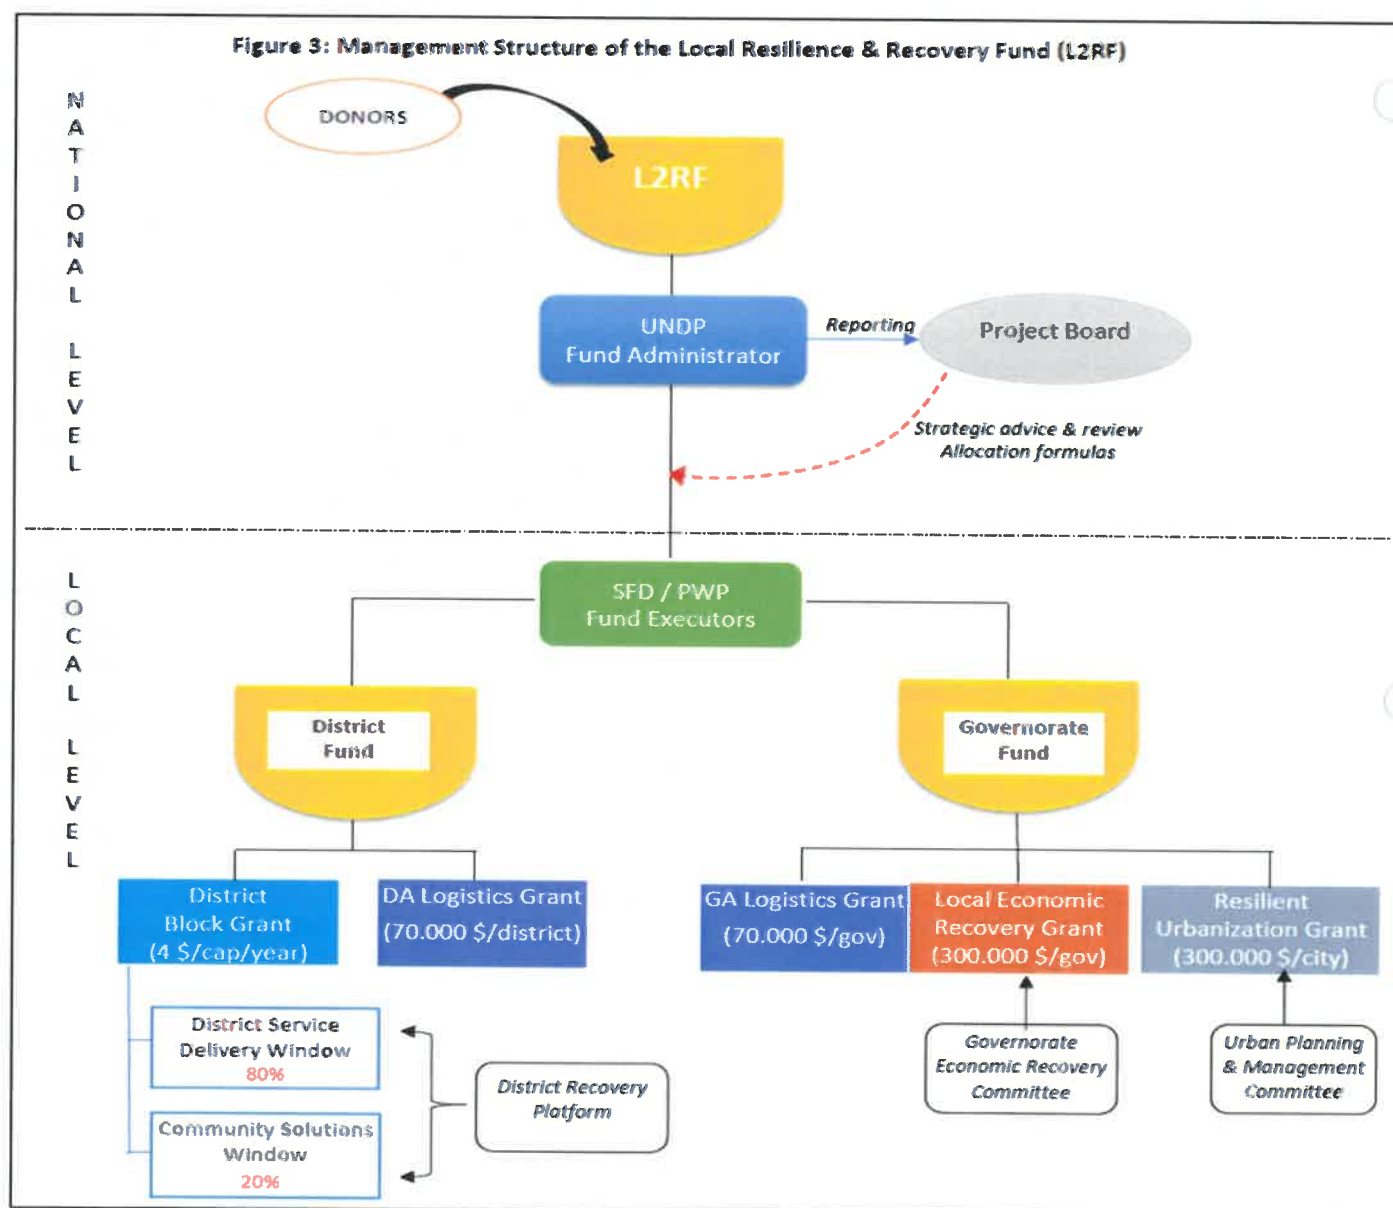 Figure 3: Management Structure of the Local Resilience & Recovery Fund (L2RF)
NATIONAL LEVEL
DONORS
L2RF
UNDP
Fund Administrator
Reporting
Project Board
Strategic advice & review
Allocation formulas
LOCAL LEVEL
SFD / PWP
Fund Executors
District
Fund
Governorate
Fund
District
Block Grant
(4 $/cap/year)
DA Logistics Grant
(70.000 $/district)
GA Logistics Grant
(70.000 $/gov)
Local Economic
Recovery Grant
(300.000 $/gov)
Resilient
Urbanization Grant
(300.000 $/city)
District Service
Delivery Window
80%
Community Solutions
Window
20%
District Recovery
Platform
Governorate
Economic Recovery
Committee
Urban Planning
& Management
Committee